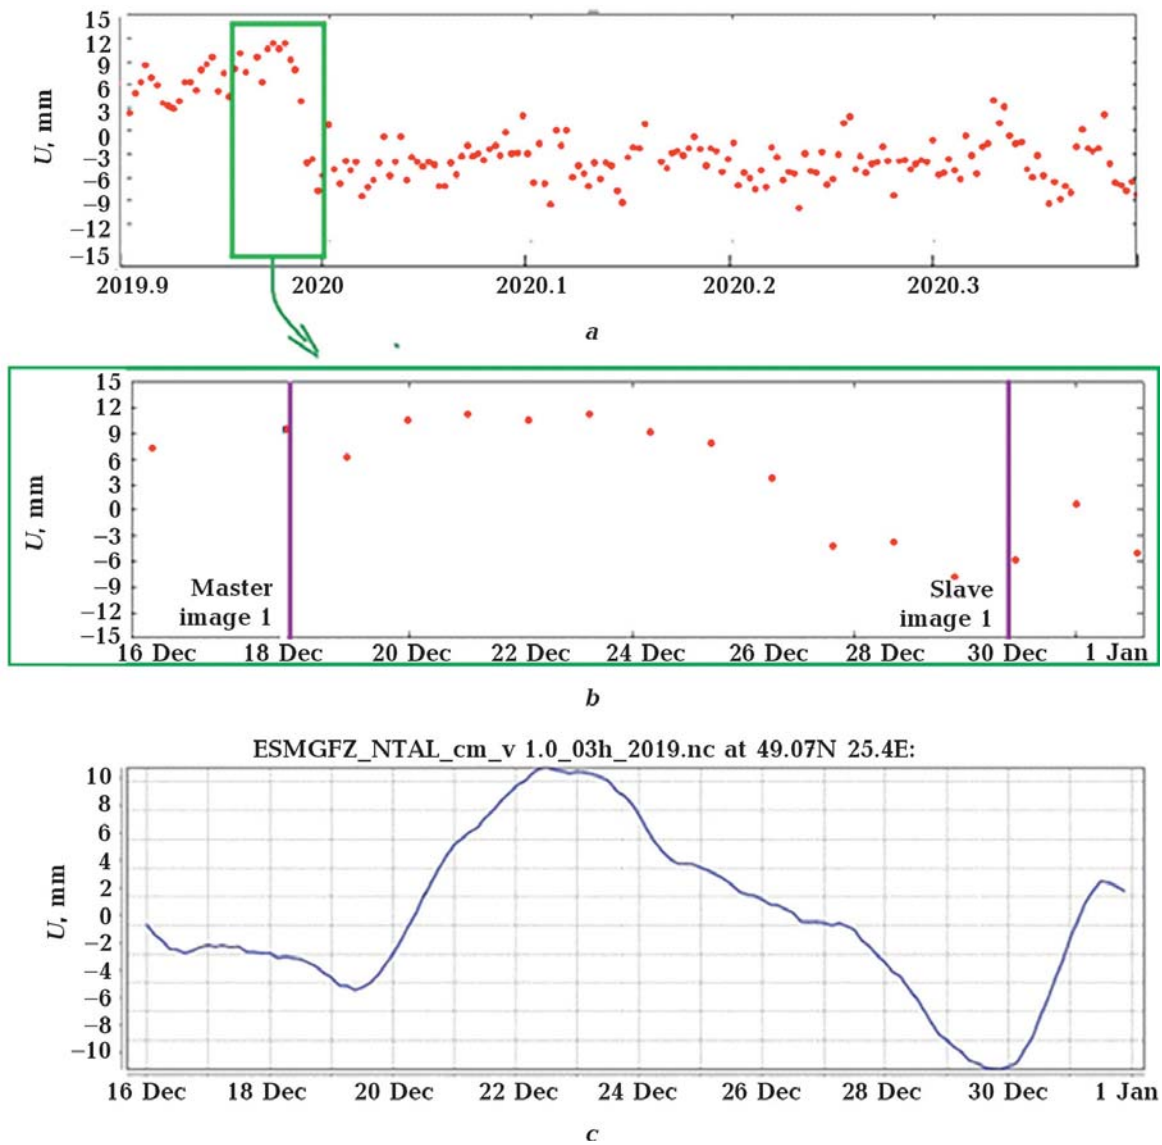 15
12
9
6
3
0
−3
−6
−9
−12
−15
U, mm
2019.9 2020 2020.1 2020.2 2020.3
a
15
12
9
6
3
0
−3
−6
−9
−12
−15
U, mm
Master
image 1
Slave
image 1
16 Dec 18 Dec 20 Dec 22 Dec 24 Dec 26 Dec 28 Dec 30 Dec 1 Jan
b
ESMGFZ_NTAL_cm_v 1.0_03h_2019.nc at 49.07N 25.4E:
10
8
6
4
2
0
−2
−4
−6
−8
−10
U, mm
16 Dec 18 Dec 20 Dec 22 Dec 24 Dec 26 Dec 28 Dec 30 Dec 1 Jan
c